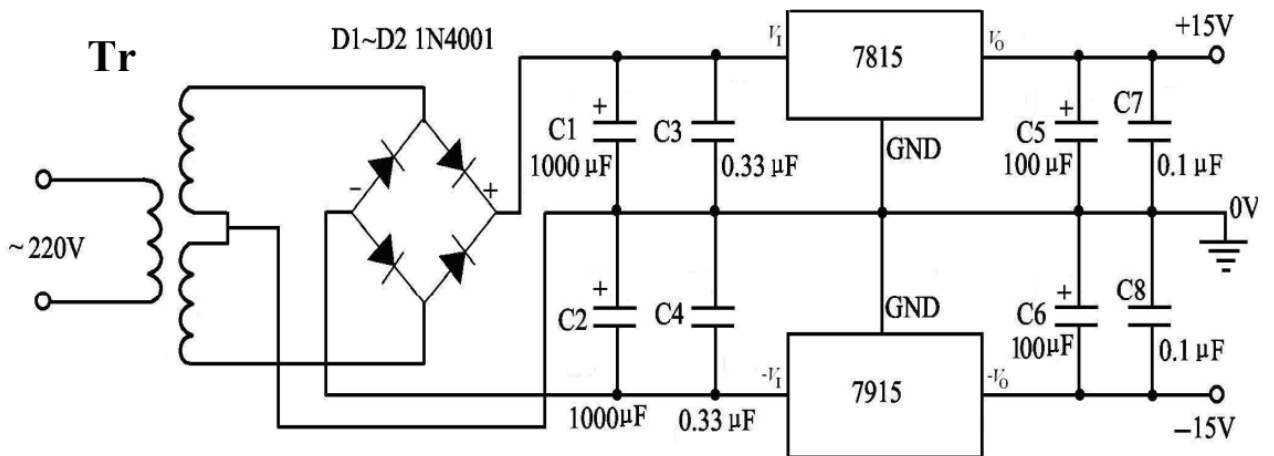 Tr
D1~D2 1N4001
~220V
-
+
+
C1
1000 μF
C3
0.33 μF
V_I
7815
V_O
GND
+
C5
100 μF
C7
0.1 μF
+15V
0V
+
C2
1000μF
C4
0.33 μF
-V_I
7915
-V_O
GND
+
C6
100μF
C8
0.1 μF
–15V